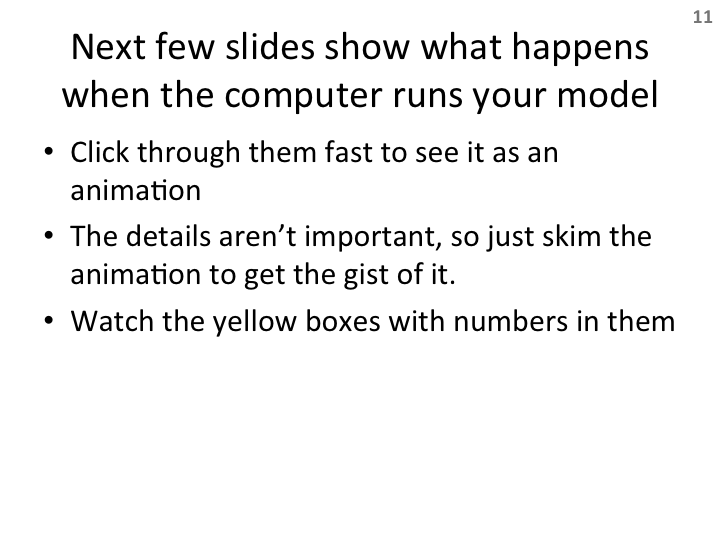 11
Next few slides show what happens
when the computer runs your model
• Click through them fast to see it as an
animation
• The details aren’t important, so just skim the
animation to get the gist of it.
• Watch the yellow boxes with numbers in them